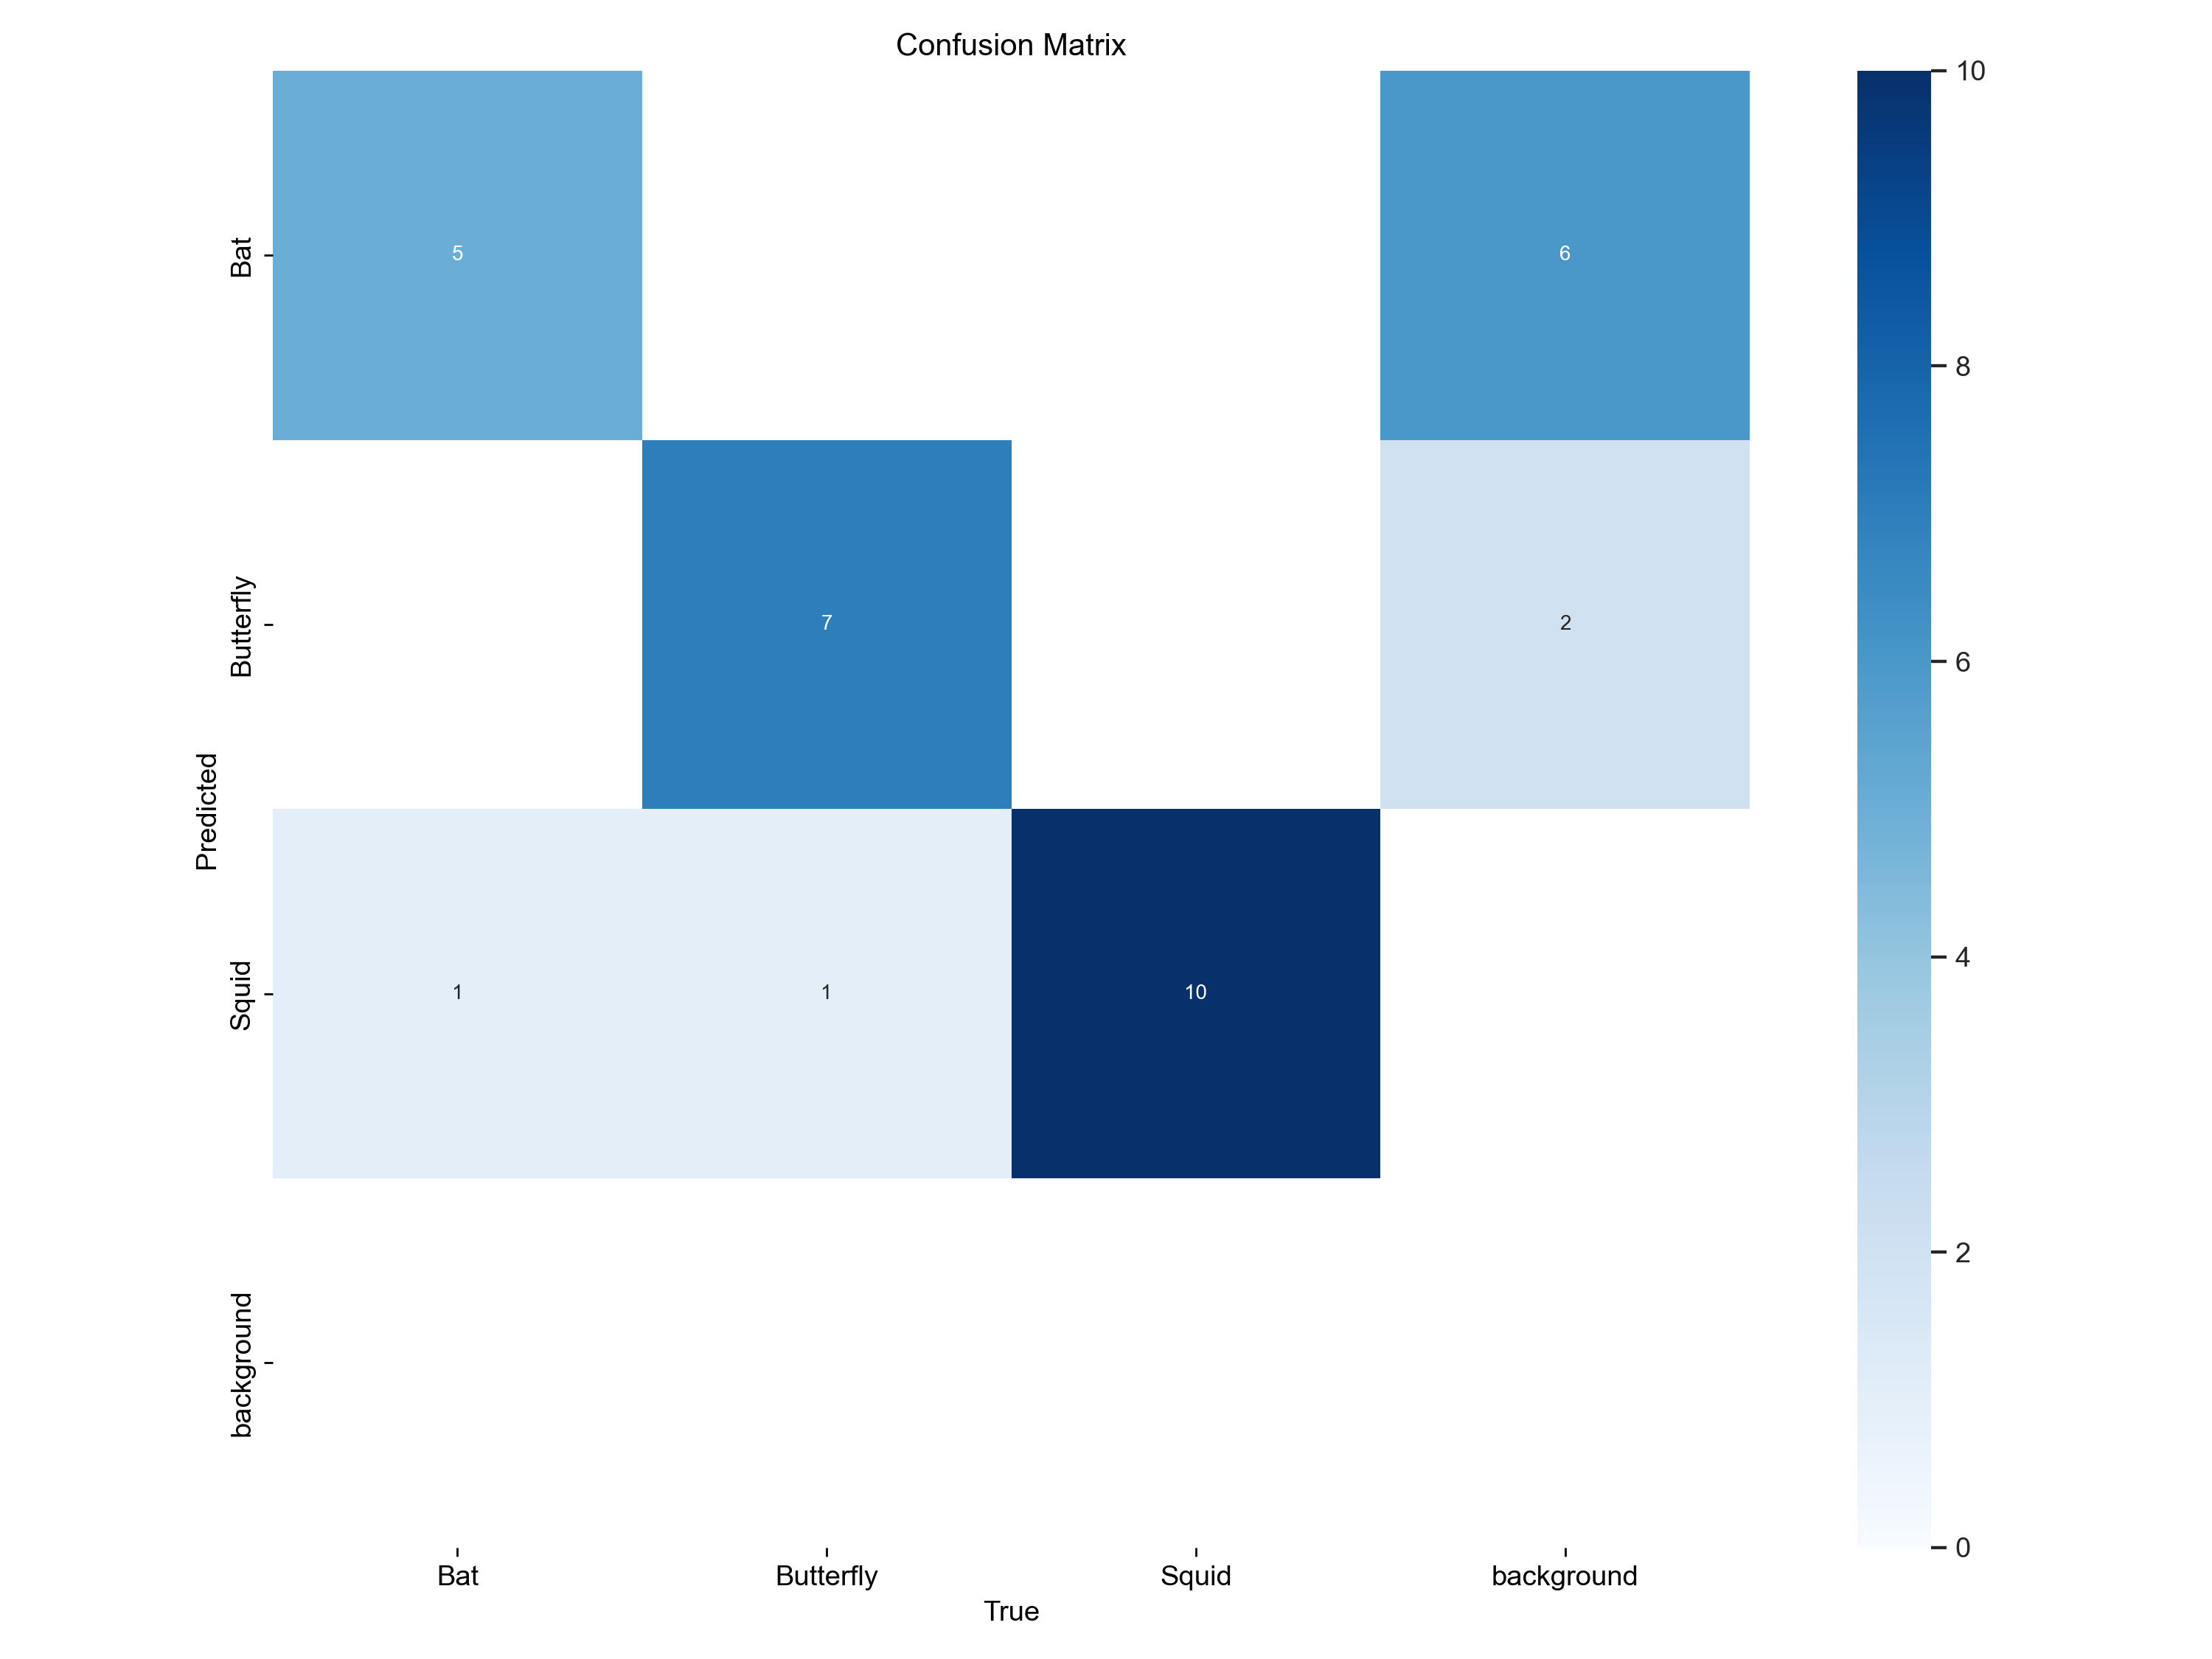 Confusion Matrix
Bat
5
6
Butterfly
7
2
Squid
1
1
10
background
Predicted
Bat
Butterfly
Squid
background
True
10
8
6
4
2
0